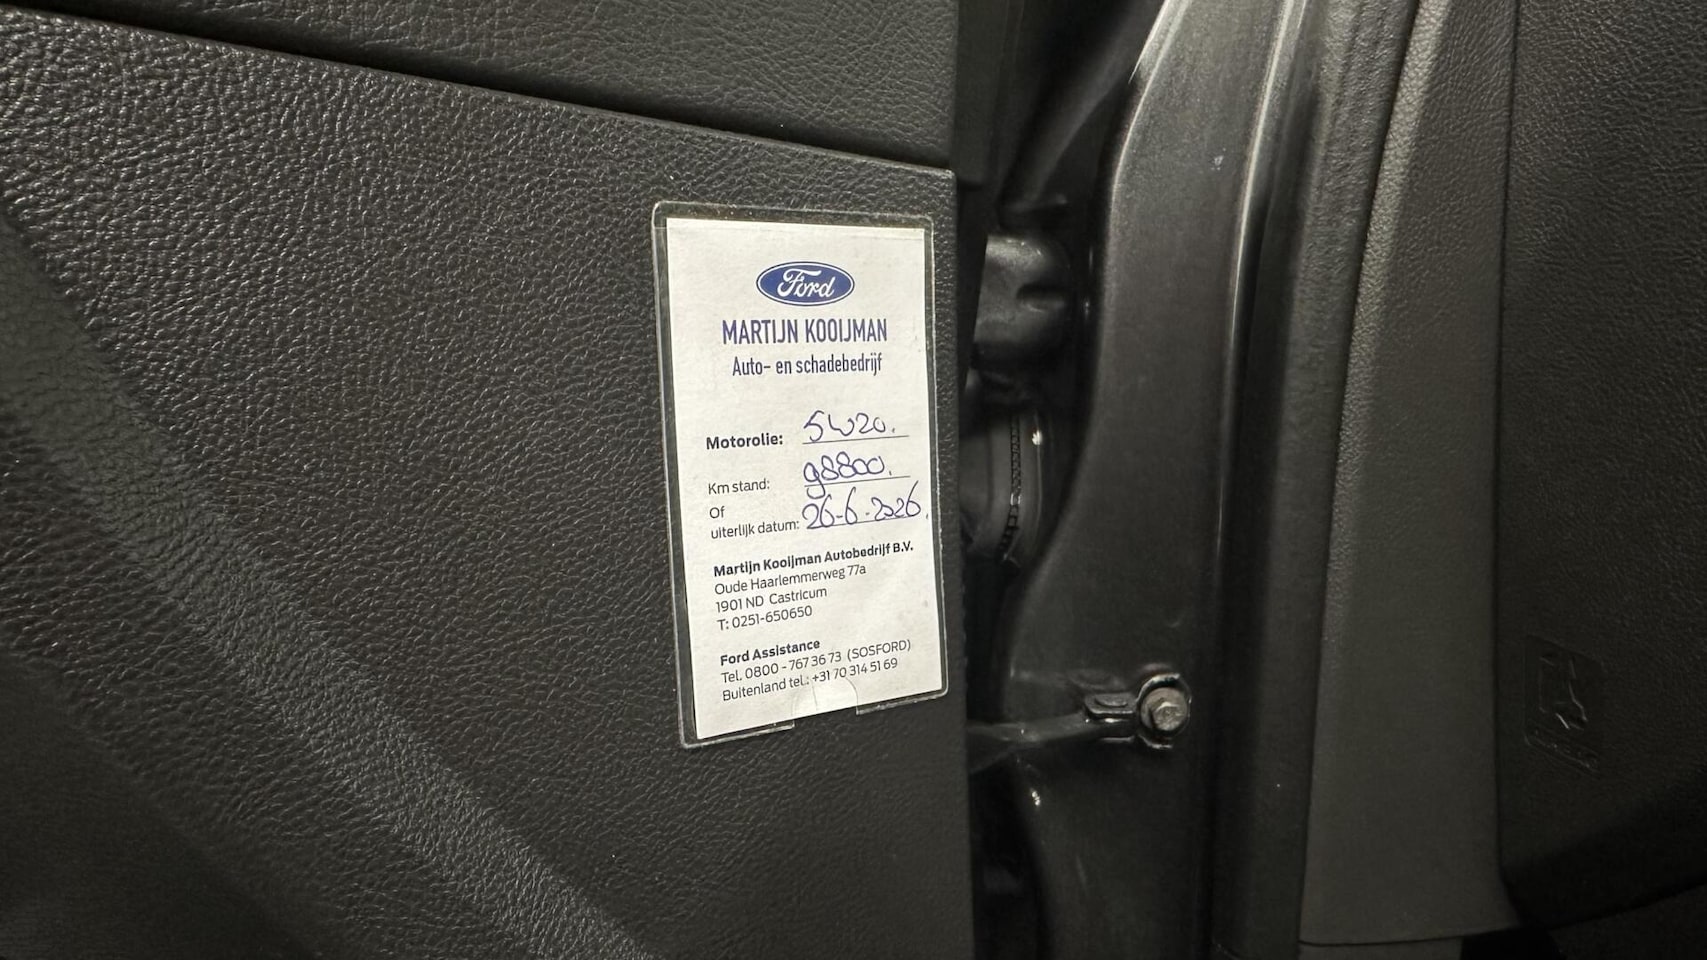 Ford
MARTIJN KOOIJMAN
Auto- en schadebedrijf
Motorolie: 5W20.
Km stand: 98800.
Of
uiterlijk datum: 26-6-2026.
Martijn Kooijman Autobedrijf B.V.
Oude Haarlemmerweg 77a
1901 ND Castricum
T: 0251-650650
Ford Assistance
Tel. 0800 - 767 36 73 (SOSFORD)
Buitenland tel.: +31 70 314 51 69